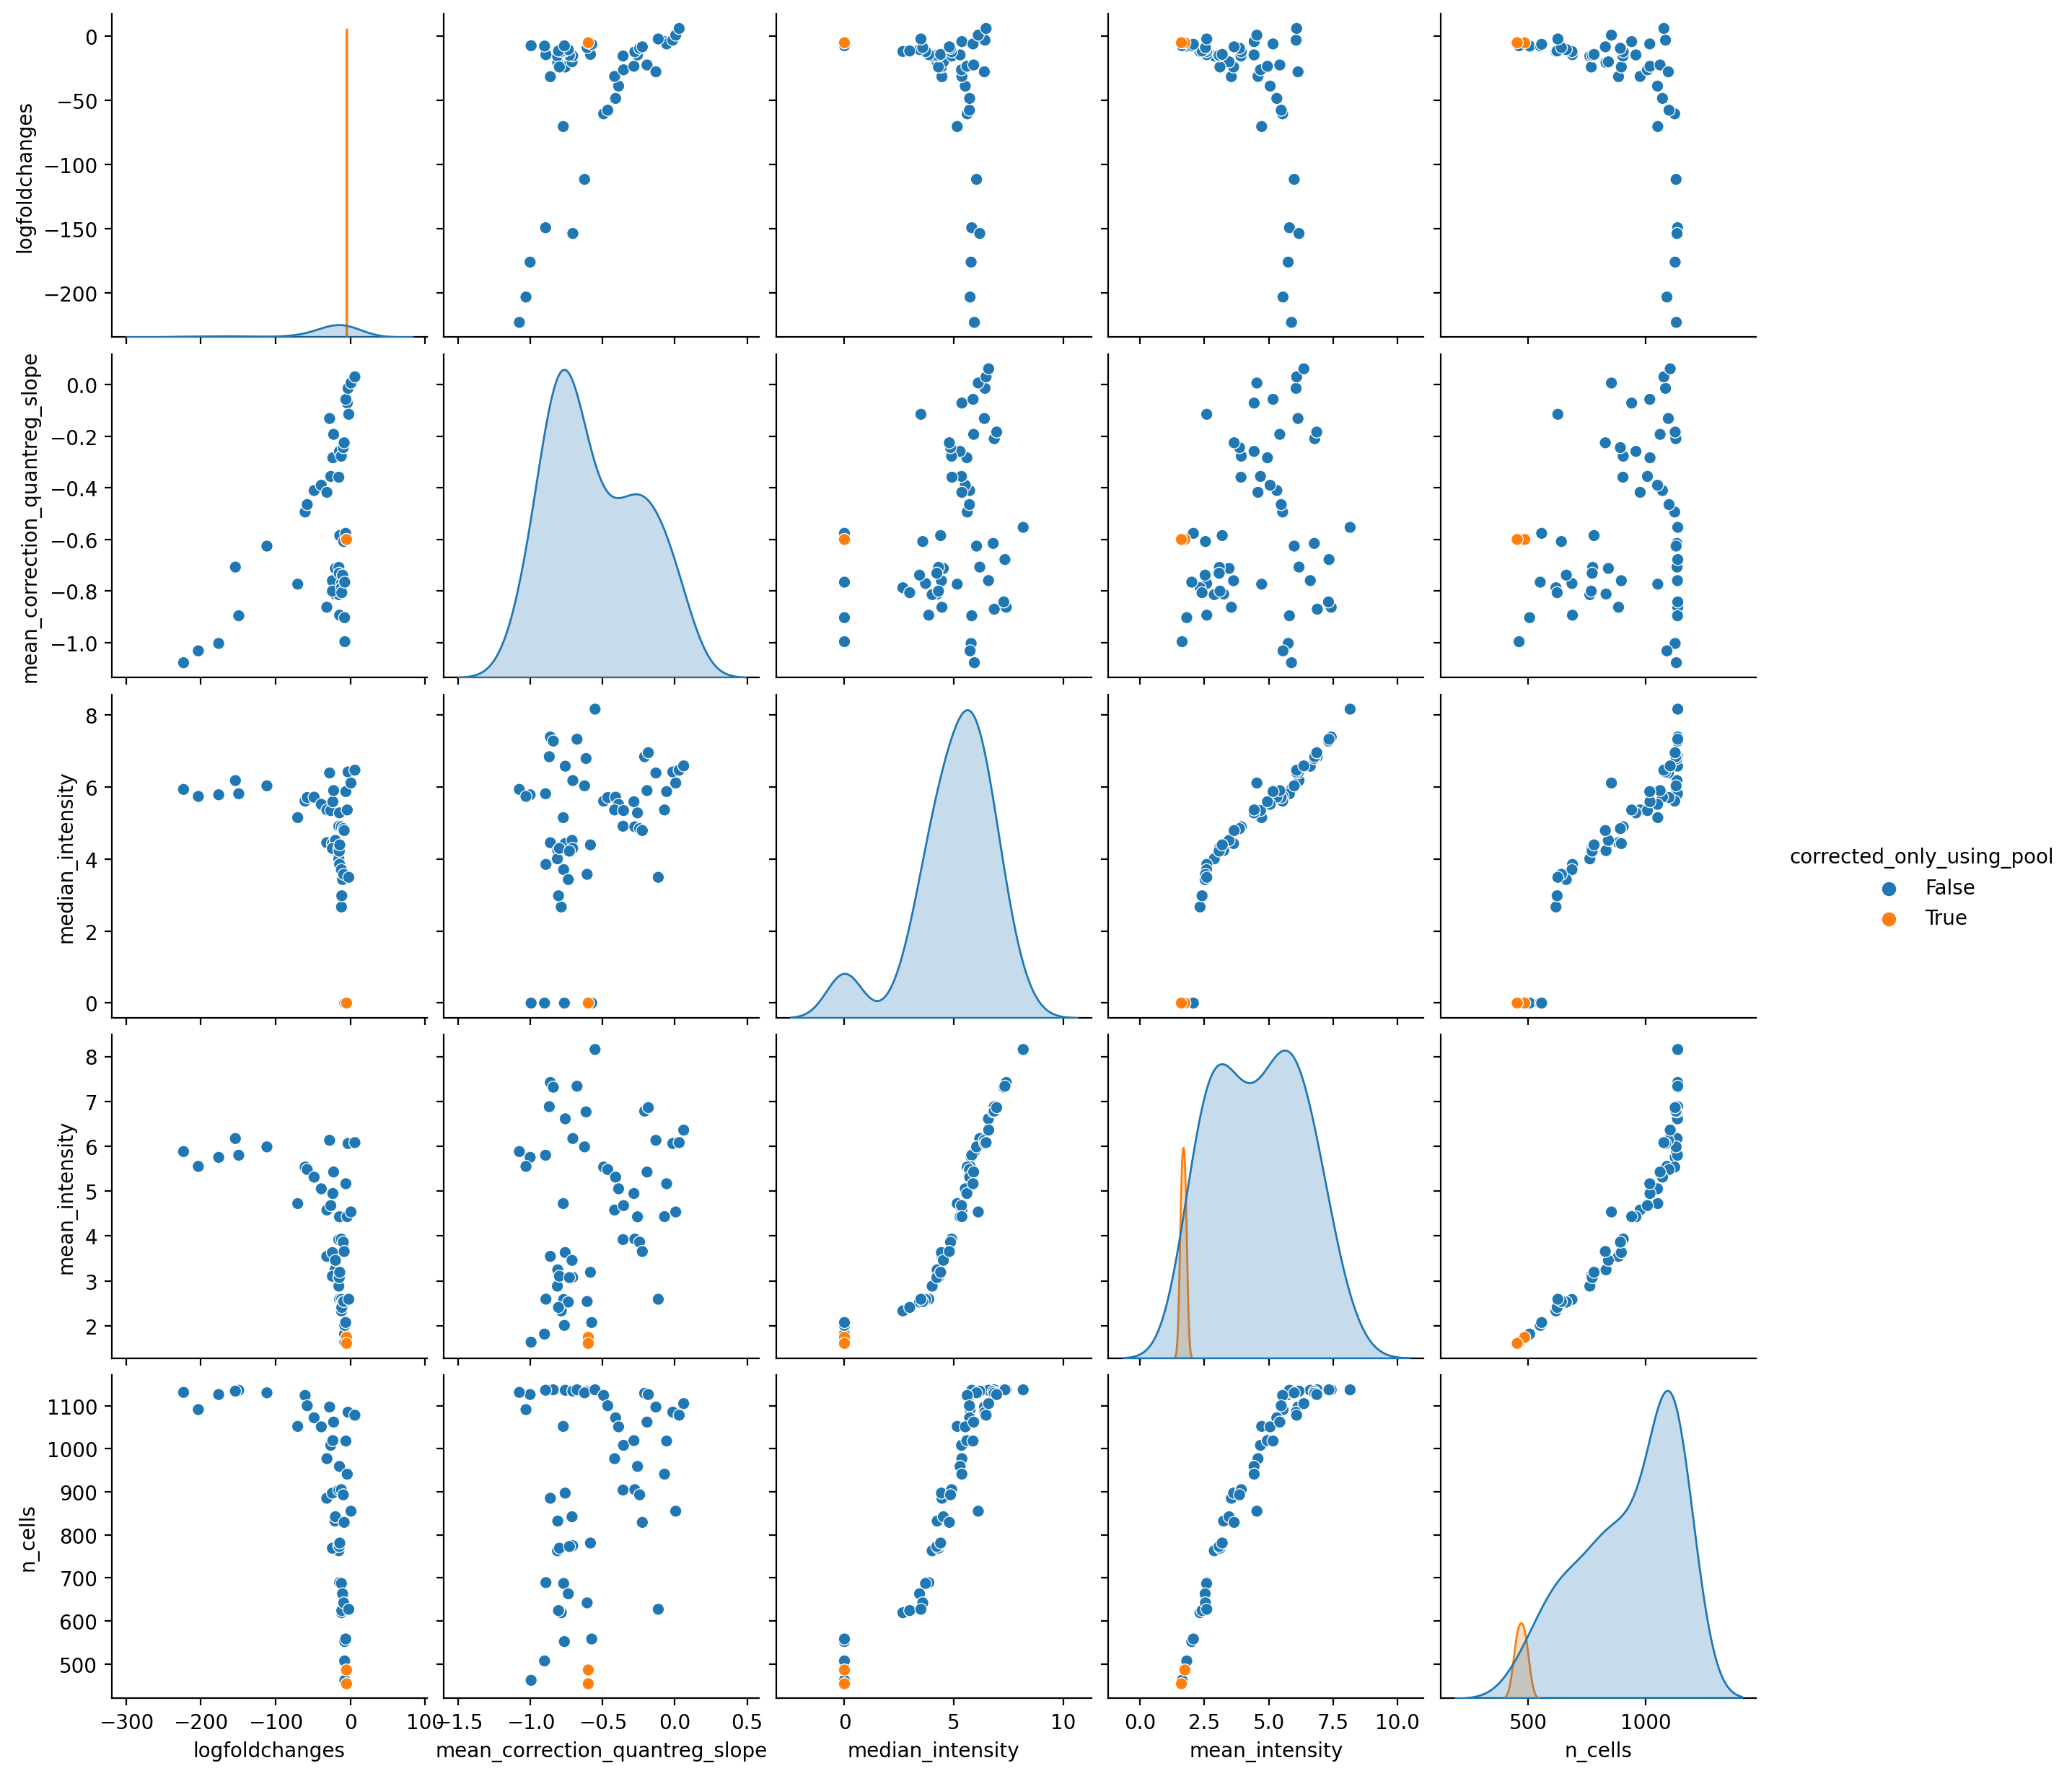 logfoldchanges
0
−50
−100
−150
−200
mean_correction_quantreg_slope
0.0
−0.2
−0.4
−0.6
−0.8
−1.0
median_intensity
8
6
4
2
0
corrected_only_using_pool
False
True
mean_intensity
8
7
6
5
4
3
2
n_cells
1100
1000
900
800
700
600
500
−300 −200 −100 0 100
−1.5 −1.0 −0.5 0.0 0.5
0 5 10
0.0 2.5 5.0 7.5 10.0
500 1000
logfoldchanges
mean_correction_quantreg_slope
median_intensity
mean_intensity
n_cells